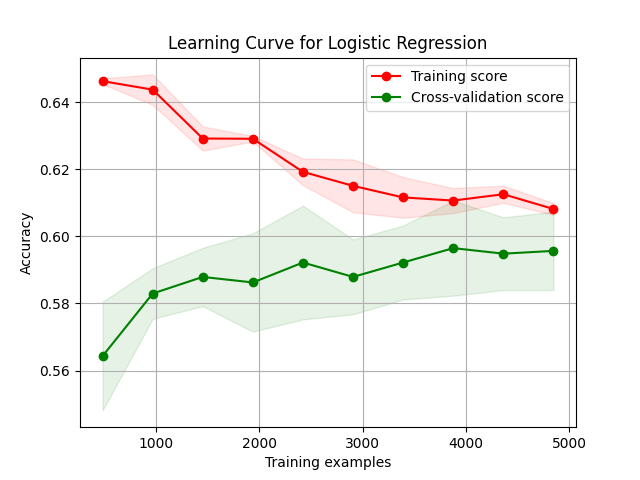 Learning Curve for Logistic Regression
Training score
Cross-validation score
Accuracy
0.64
0.62
0.60
0.58
0.56
1000 2000 3000 4000 5000
Training examples